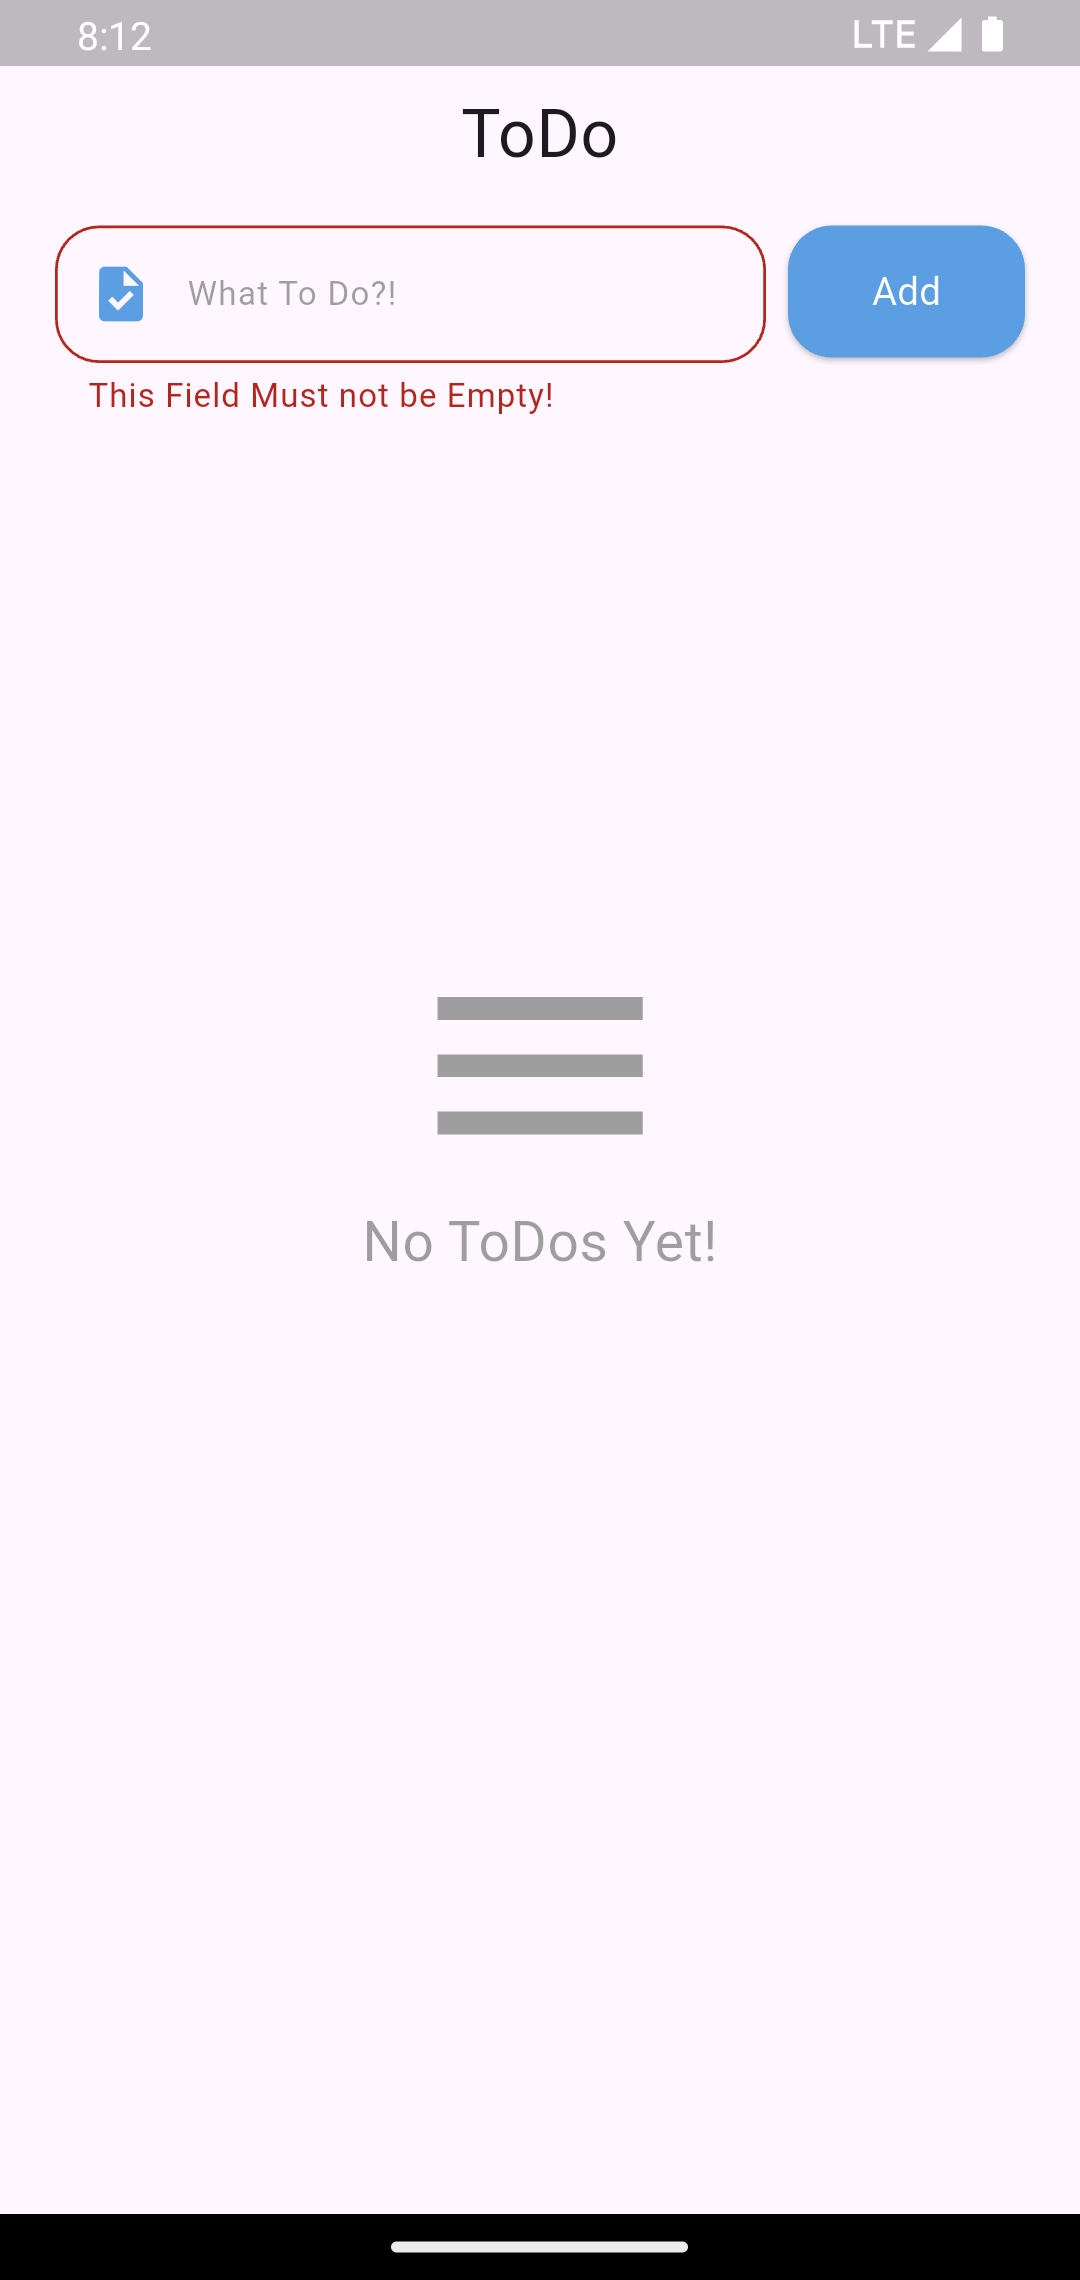 8:12 LTE
ToDo
What To Do?! Add
This Field Must not be Empty!
No ToDos Yet!